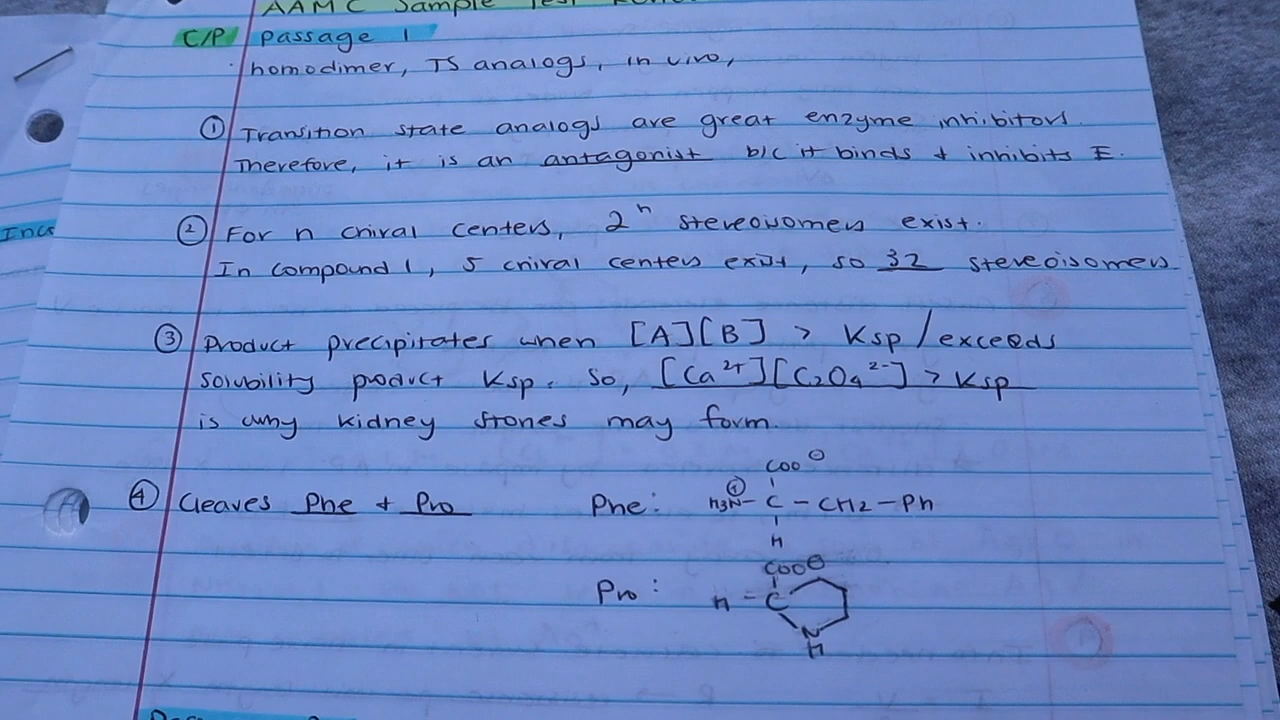 AAMC Sample Test
C/P Passage 1
homodimer, TS analogs, in vivo,
① Transition state analogs are great enzyme inhibitors.
Therefore, it is an antagonist b/c it binds + inhibits E.
Incs
② For n chiral centers, 2ⁿ stereoisomers exist.
In compound 1, 5 chiral centers exist, so 32 stereoisomers
③ Product precipitates when [A][B] > Ksp / exceeds
solubility product Ksp. So, [Ca²⁺][C₂O₄²⁻] > Ksp
is why kidney stones may form.
COO⊖
④ Cleaves Phe + Pro Phe: H₃N⊕ - C - CH₂ - Ph
H
COO⊖
Pro: H - C
N
H